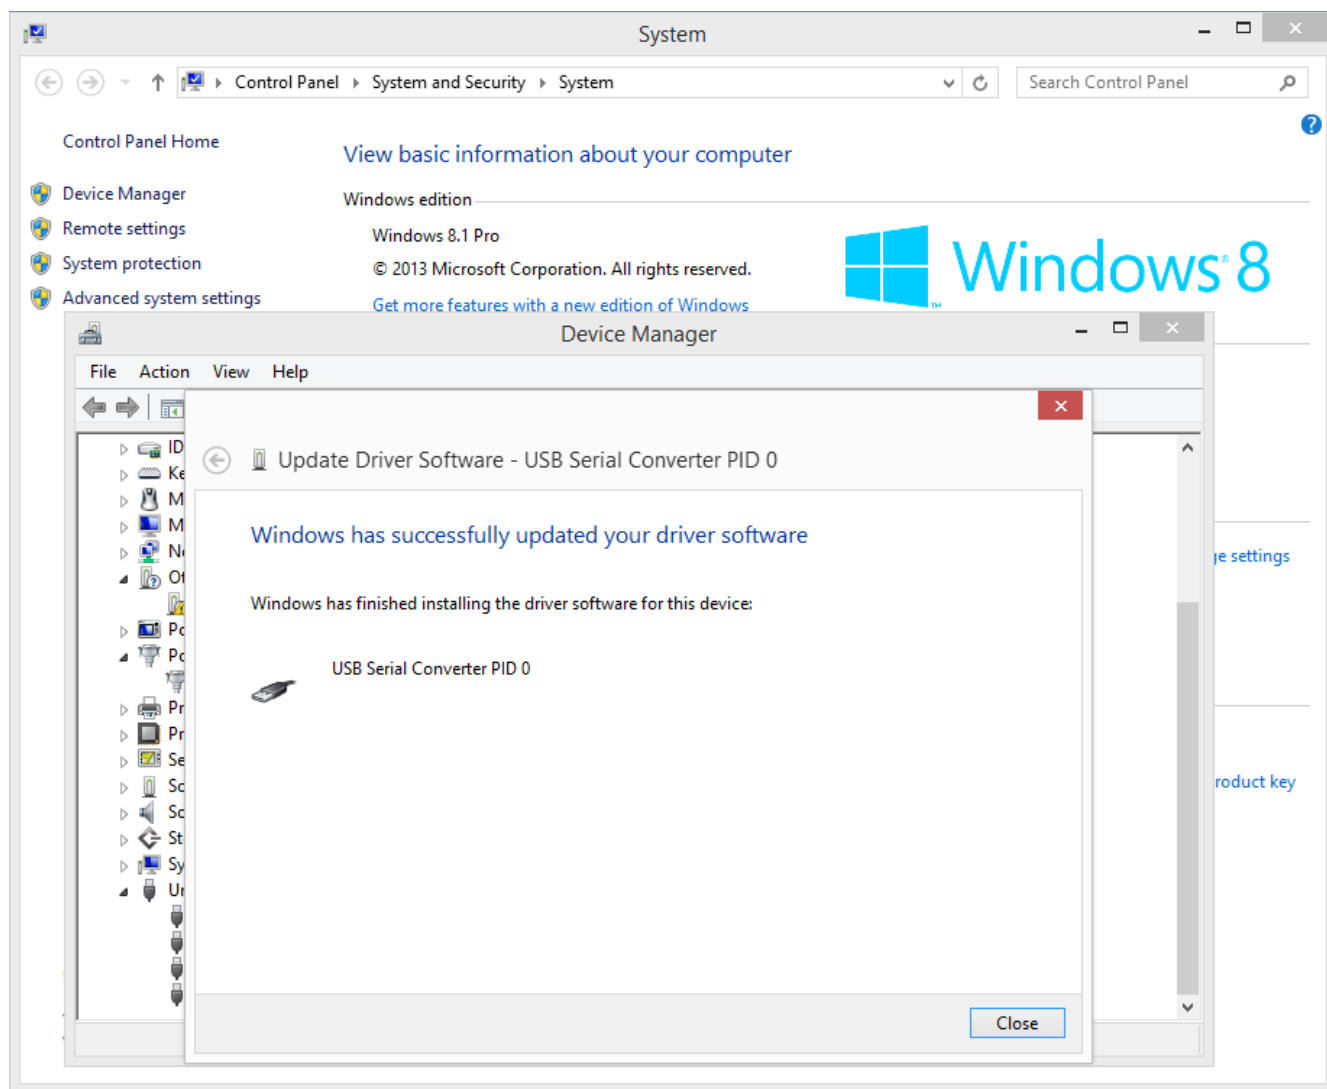 System
Control Panel System and Security System
Search Control Panel
Control Panel Home
View basic information about your computer
Device Manager
Windows edition
Remote settings
Windows 8.1 Pro
System protection
© 2013 Microsoft Corporation. All rights reserved.
Advanced system settings
Get more features with a new edition of Windows
Windows 8
TM
Device Manager
File Action View Help
Update Driver Software - USB Serial Converter PID 0
Windows has successfully updated your driver software
settings
Windows has finished installing the driver software for this device:
USB Serial Converter PID 0
key
Close